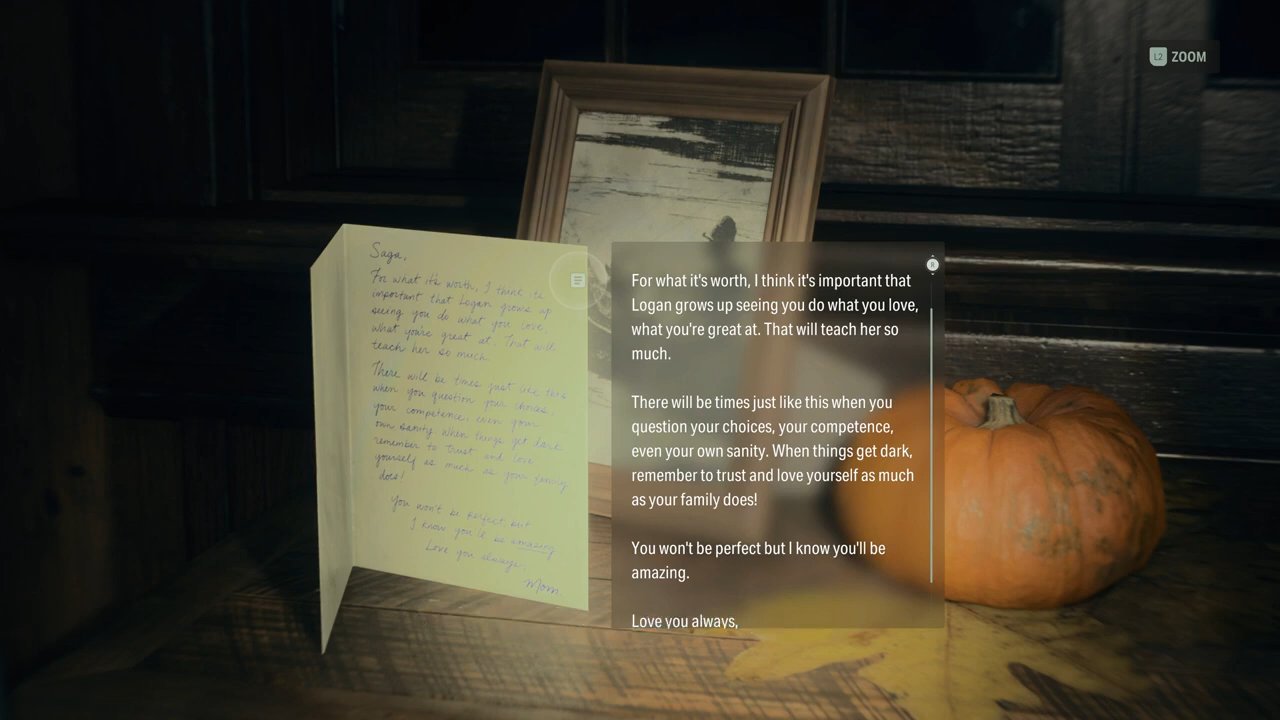 L2 ZOOM
Saga,
For what it's worth, I think it's
important that Logan grows up
seeing you do what you love,
what you're great at. That will
teach her so much.
There will be times just like this
when you question your choices,
your competence, even your
own sanity. When things get dark,
remember to trust and love
yourself as much as your family
does!
You won't be perfect, but
I know you'll be amazing.
Love you always,
Mom
R
For what it's worth, I think it's important that
Logan grows up seeing you do what you love,
what you're great at. That will teach her so
much.
There will be times just like this when you
question your choices, your competence,
even your own sanity. When things get dark,
remember to trust and love yourself as much
as your family does!
You won't be perfect but I know you'll be
amazing.
Love you always,